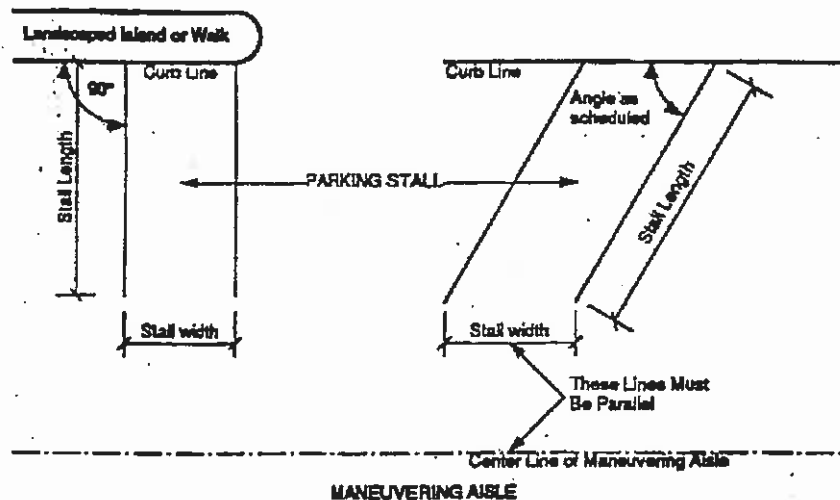 Landscaped Island or Walk
Curb Line
90°
Stall Length
Curb Line
Angle as
scheduled
PARKING STALL
Stall Length
Stall width
Stall width
These Lines Must
Be Parallel
Center Line of Maneuvering Aisle
MANEUVERING AISLE